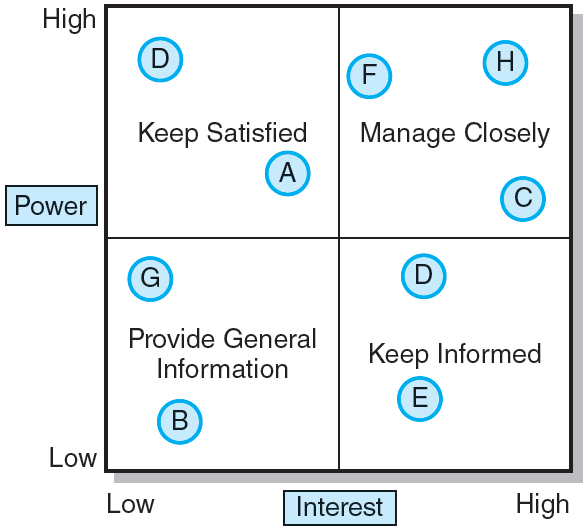 High
D
F
H
Keep Satisfied
Manage Closely
A
C
Power
G
D
Provide General
Information
Keep Informed
E
B
Low
Low
Interest
High